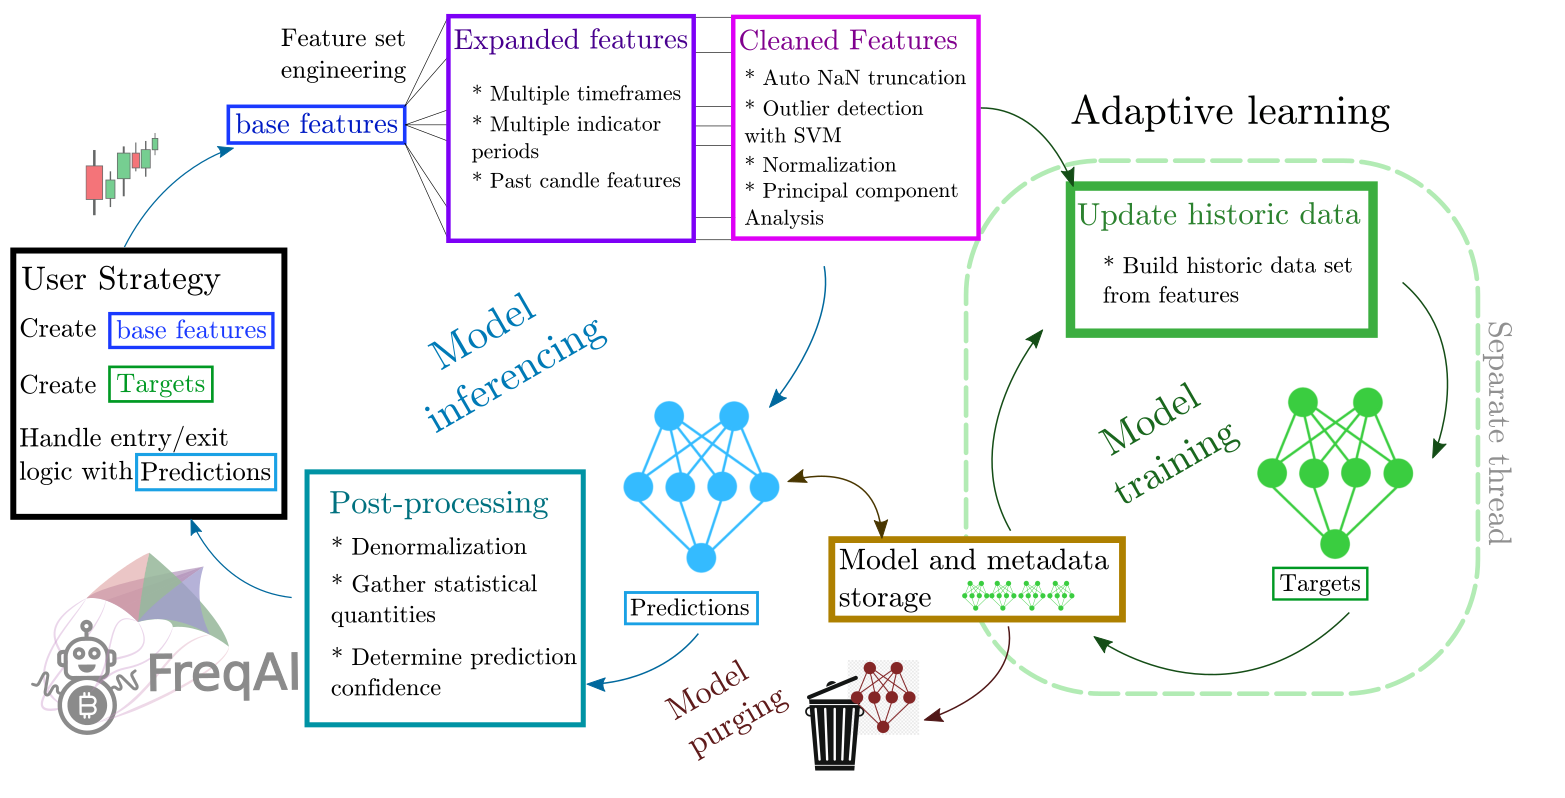 Feature set
engineering
base features
Expanded features
* Multiple timeframes
* Multiple indicator
periods
* Past candle features
Cleaned Features
* Auto NaN truncation
* Outlier detection
with SVM
* Normalization
* Principal component
Analysis
Adaptive learning
Update historic data
* Build historic data set
from features
User Strategy
Create base features
Create Targets
Handle entry/exit
logic with Predictions
Model
inferencing
Model
training
Separate thread
Post-processing
* Denormalization
* Gather statistical
quantities
* Determine prediction
confidence
Predictions
Model and metadata
storage
Targets
Model
purging
FreqAI